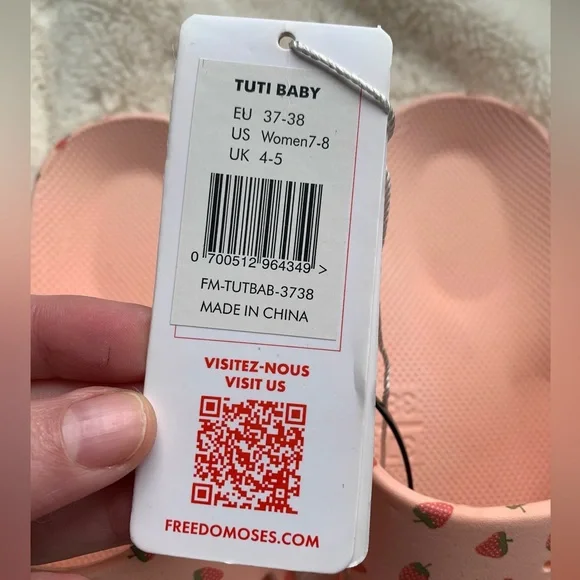 TUTI BABY
EU 37-38
US Women7-8
UK 4-5
0 700512 964349 >
FM-TUTBAB-3738
MADE IN CHINA
VISITEZ-NOUS
VISIT US
FREEDOMOSES.COM